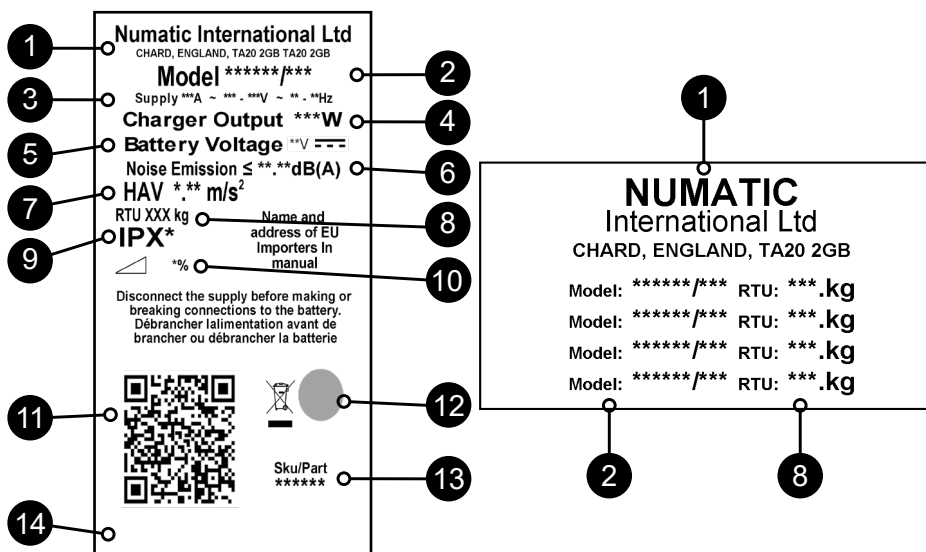 Numatic International Ltd
CHARD, ENGLAND, TA20 2GB TA20 2GB
Model ******/***
Supply ***A ~ *** - ***V ~ ** - **Hz
Charger Output ***W
Battery Voltage **V
Noise Emission ≤ **.**dB(A)
HAV *.** m/s²
RTU XXX kg
IPX*
Name and
address of EU
Importers In
manual
*%
Disconnect the supply before making or
breaking connections to the battery.
Débrancher lalimentation avant de
brancher ou débrancher la batterie
Sku/Part
******
1
2
3
4
5
6
7
8
9
10
11
12
13
14
1
NUMATIC
International Ltd
CHARD, ENGLAND, TA20 2GB
Model: ******/*** RTU: ***.kg
Model: ******/*** RTU: ***.kg
Model: ******/*** RTU: ***.kg
Model: ******/*** RTU: ***.kg
2
8